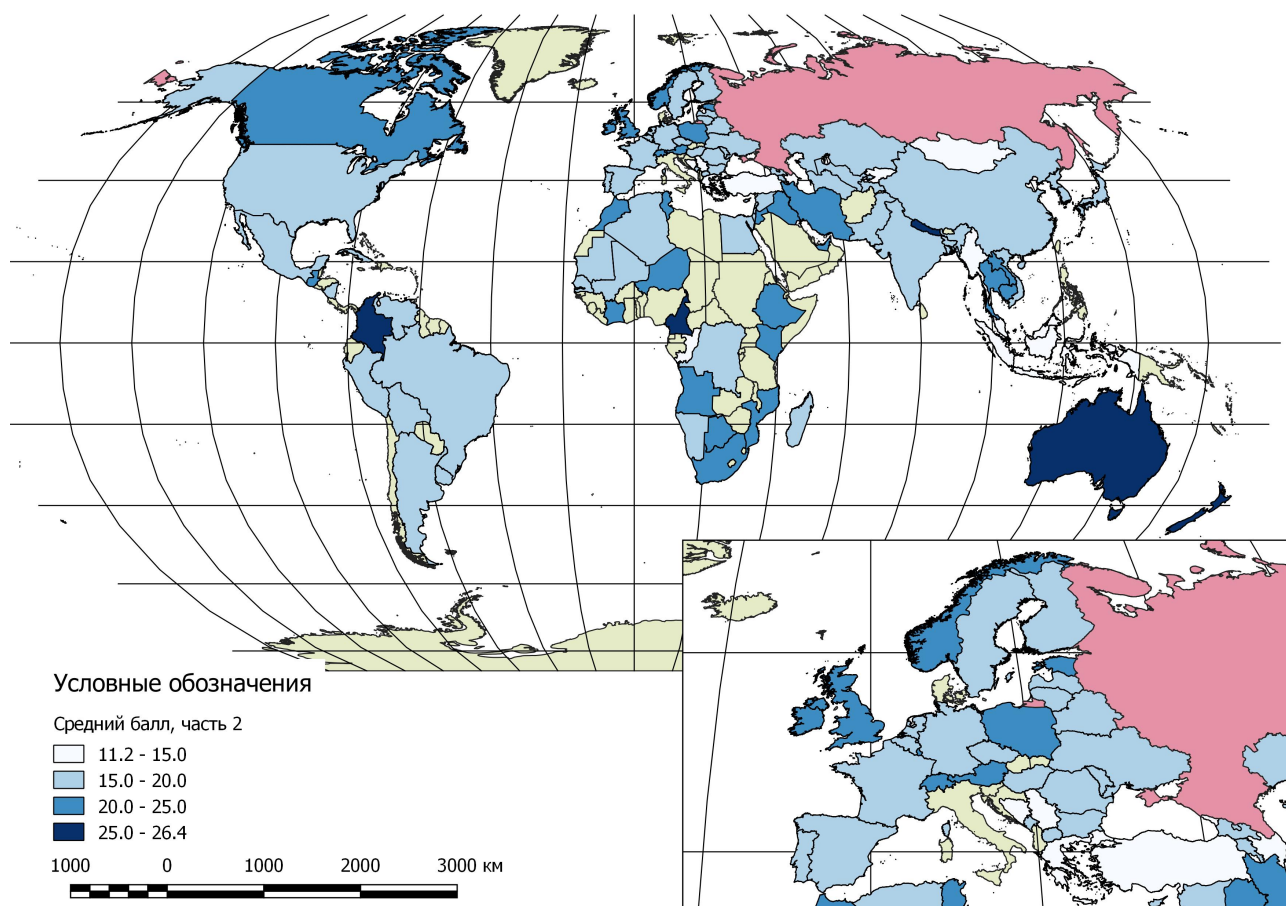 Условные обозначения
Средний балл, часть 2
11.2 - 15.0
15.0 - 20.0
20.0 - 25.0
25.0 - 26.4
1000 0 1000 2000 3000 км